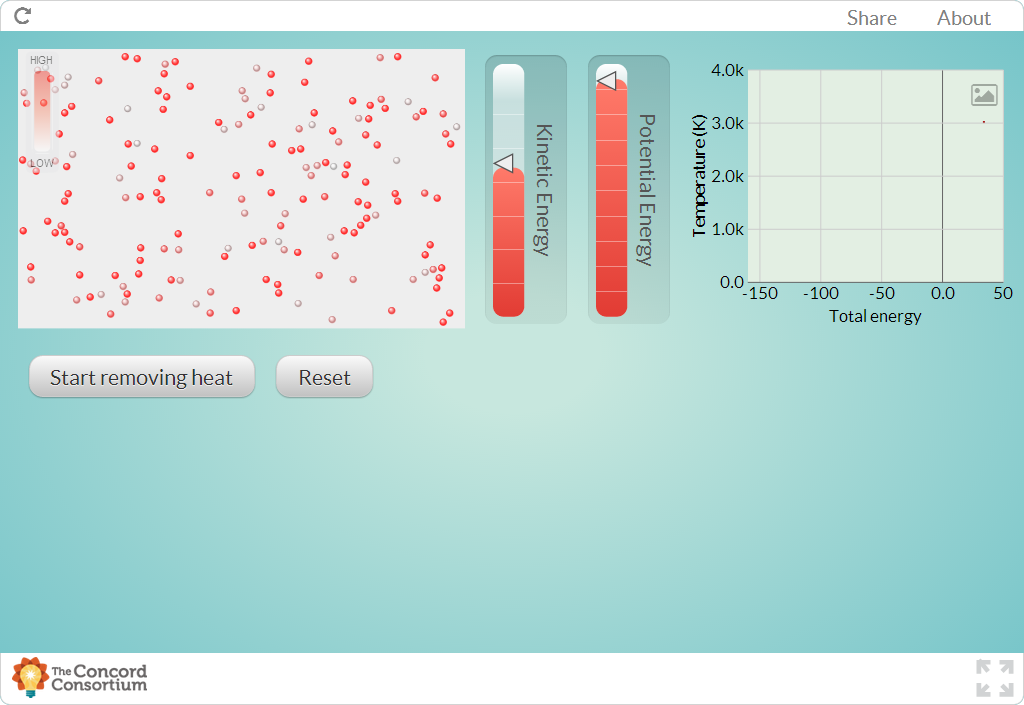 Share About
HIGH
LOW
Kinetic Energy
Potential Energy
Temperature (K)
4.0k
3.0k
2.0k
1.0k
0.0
-150 -100 -50 0.0 50
Total energy
Start removing heat Reset
The Concord
Consortium